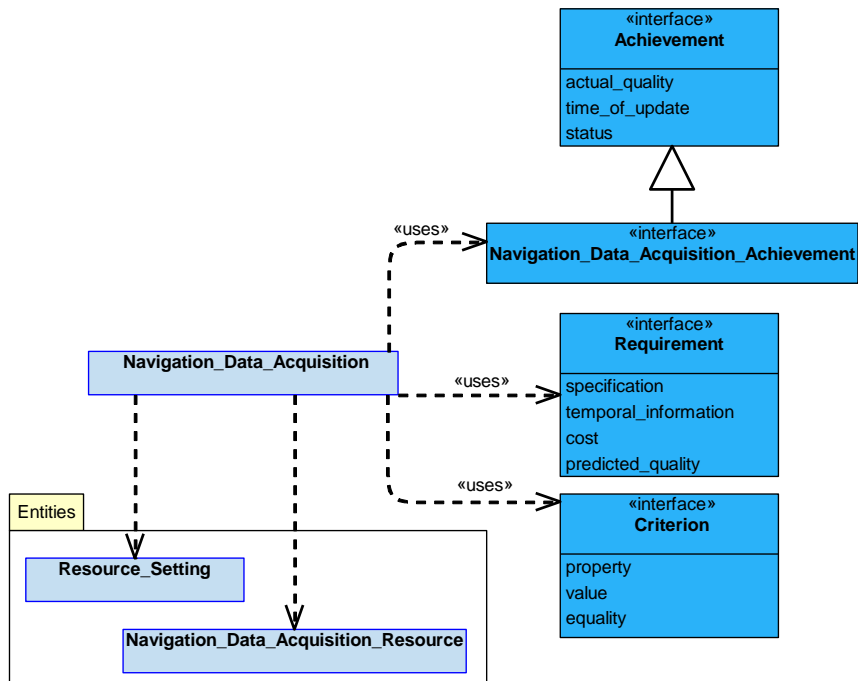 «interface»
Achievement
actual_quality
time_of_update
status
«uses»
«interface»
Navigation_Data_Acquisition_Achievement
Navigation_Data_Acquisition
«uses»
«interface»
Requirement
specification
temporal_information
cost
predicted_quality
«uses»
«interface»
Criterion
property
value
equality
Entities
Resource_Setting
Navigation_Data_Acquisition_Resource